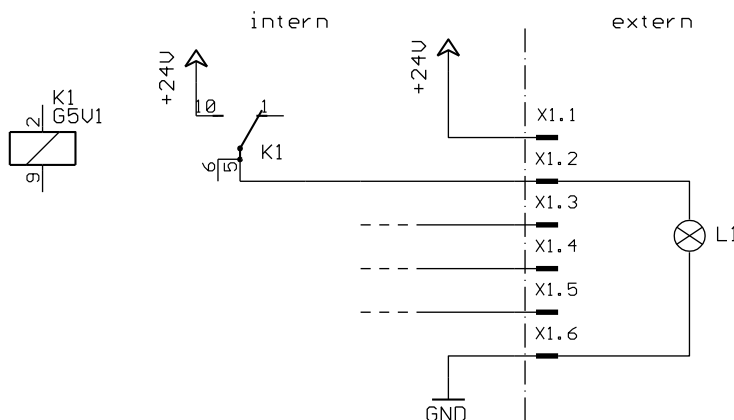 intern
extern
+24V
+24V
K1
G5V1
2
9
10
1
K1
6
5
X1.1
X1.2
X1.3
X1.4
X1.5
X1.6
L1
GND